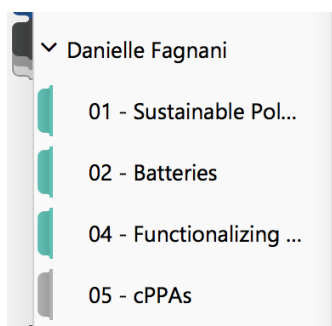 Danielle Fagnani
01 - Sustainable Pol...
02 - Batteries
04 - Functionalizing ...
05 - cPPAs